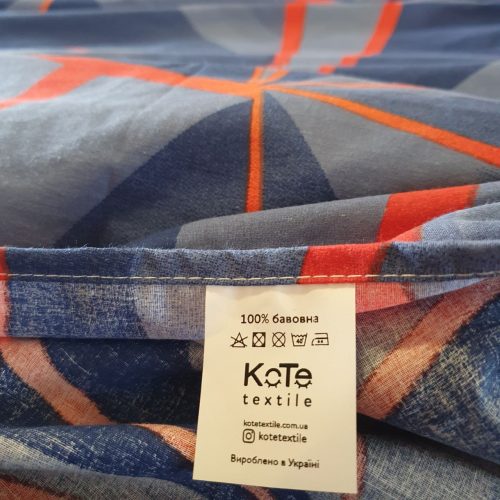 100% бавовна
KoTe
textile
kotetextile.com.ua
kotetextile
Вироблено в Україні